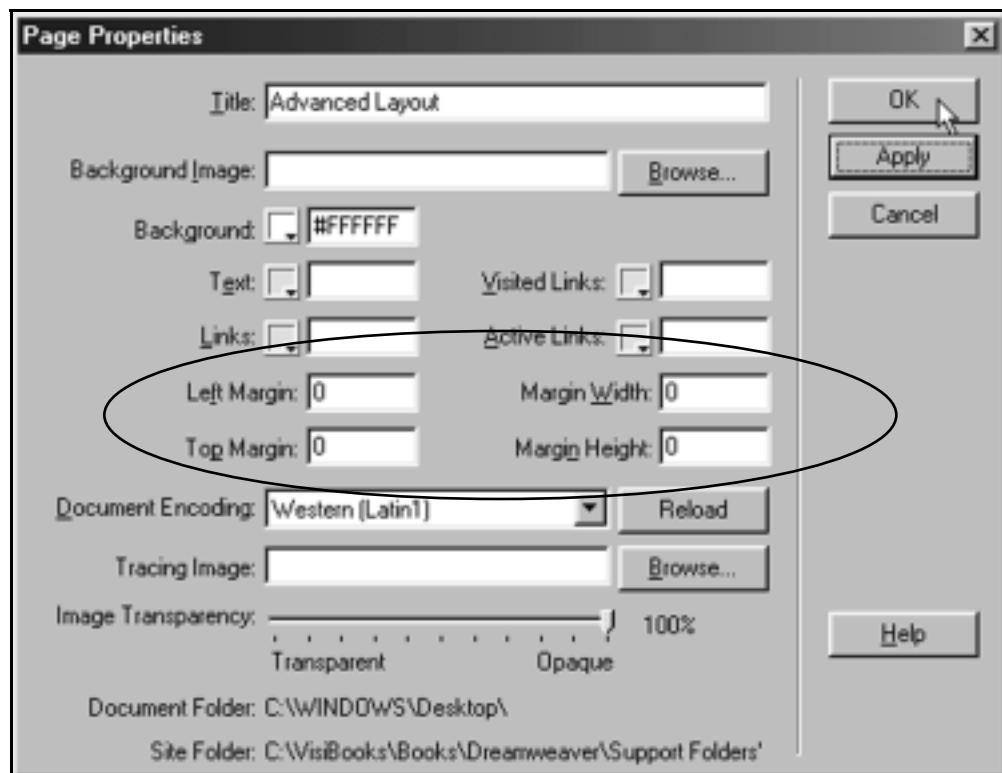 Page Properties
Title: Advanced Layout
OK
Background Image: Browse...
Apply
Background: #FFFFFF
Cancel
Text: Visited Links:
Links: Active Links:
Left Margin: 0 Margin Width: 0
Top Margin: 0 Margin Height: 0
Document Encoding: Western (Latin1) Reload
Tracing Image: Browse...
Image Transparency: 100%
Transparent Opaque
Help
Document Folder: C:\WINDOWS\Desktop\
Site Folder: C:\VisiBooks\Books\Dreamweaver\Support Folders'